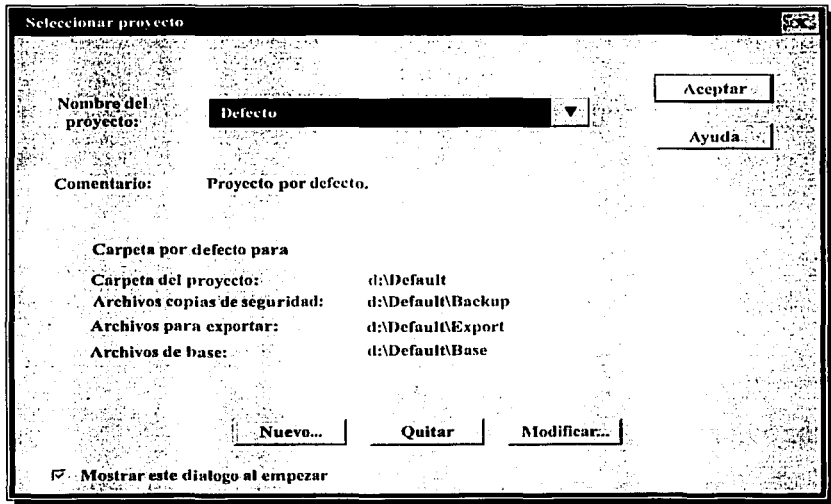 Seleccionar proyecto
Nombre del
proyecto:
Defecto
Aceptar
Ayuda
Comentario: Proyecto por defecto.
Carpeta por defecto para
Carpeta del proyecto: d:\Default
Archivos copias de seguridad: d:\Default\Backup
Archivos para exportar: d:\Default\Export
Archivos de base: d:\Default\Base
Nuevo... Quitar Modificar...
Mostrar este dialogo al empezar